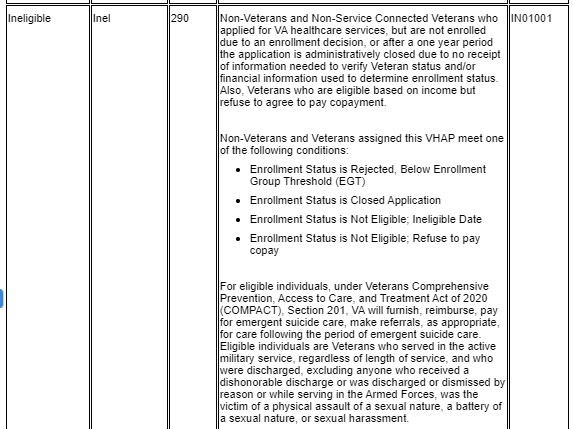 Ineligible
Inel
290
Non-Veterans and Non-Service Connected Veterans who
applied for VA healthcare services, but are not enrolled
due to an enrollment decision, or after a one year period
the application is administratively closed due to no receipt
of information needed to verify Veteran status and/or
financial information used to determine enrollment status.
Also, Veterans who are eligible based on income but
refuse to agree to pay copayment.
IN01001
Non-Veterans and Veterans assigned this VHAP meet one
of the following conditions:
• Enrollment Status is Rejected, Below Enrollment
Group Threshold (EGT)
• Enrollment Status is Closed Application
• Enrollment Status is Not Eligible; Ineligible Date
• Enrollment Status is Not Eligible; Refuse to pay
copay
For eligible individuals, under Veterans Comprehensive
Prevention, Access to Care, and Treatment Act of 2020
(COMPACT), Section 201, VA will furnish, reimburse, pay
for emergent suicide care, make referrals, as appropriate,
for care following the period of emergent suicide care.
Eligible individuals are Veterans who served in the active
military service, regardless of length of service, and who
were discharged, excluding anyone who received a
dishonorable discharge or was discharged or dismissed by
reason or while serving in the Armed Forces, was the
victim of a physical assault of a sexual nature, a battery of
a sexual nature, or sexual harassment.